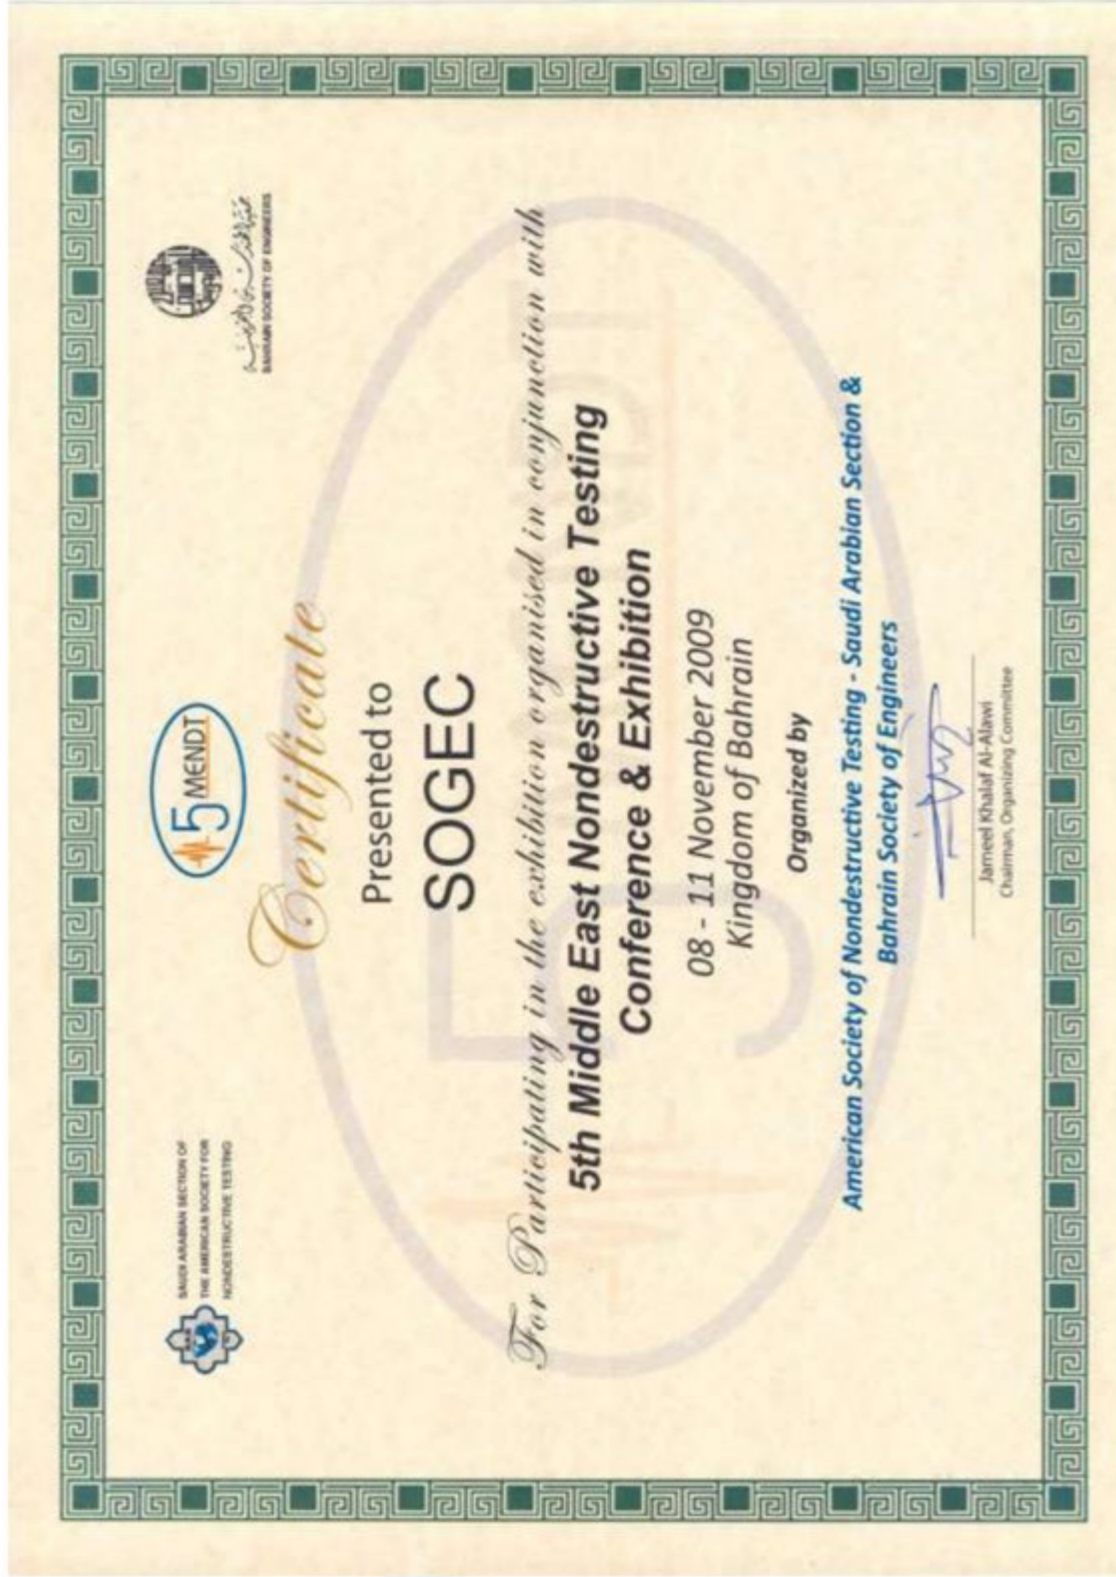 SAUDI ARABIAN SECTION OF
THE AMERICAN SOCIETY FOR
NONDESTRUCTIVE TESTING
5 MENDT
BAHRAIN SOCIETY OF ENGINEERS
Certificate
Presented to
SOGEC
For Participating in the exhibition organised in conjunction with
5th Middle East Nondestructive Testing
Conference & Exhibition
08 - 11 November 2009
Kingdom of Bahrain
Organized by
American Society of Nondestructive Testing - Saudi Arabian Section &
Bahrain Society of Engineers
Jameel Khalaf Al-Alawi
Chairman, Organizing Committee